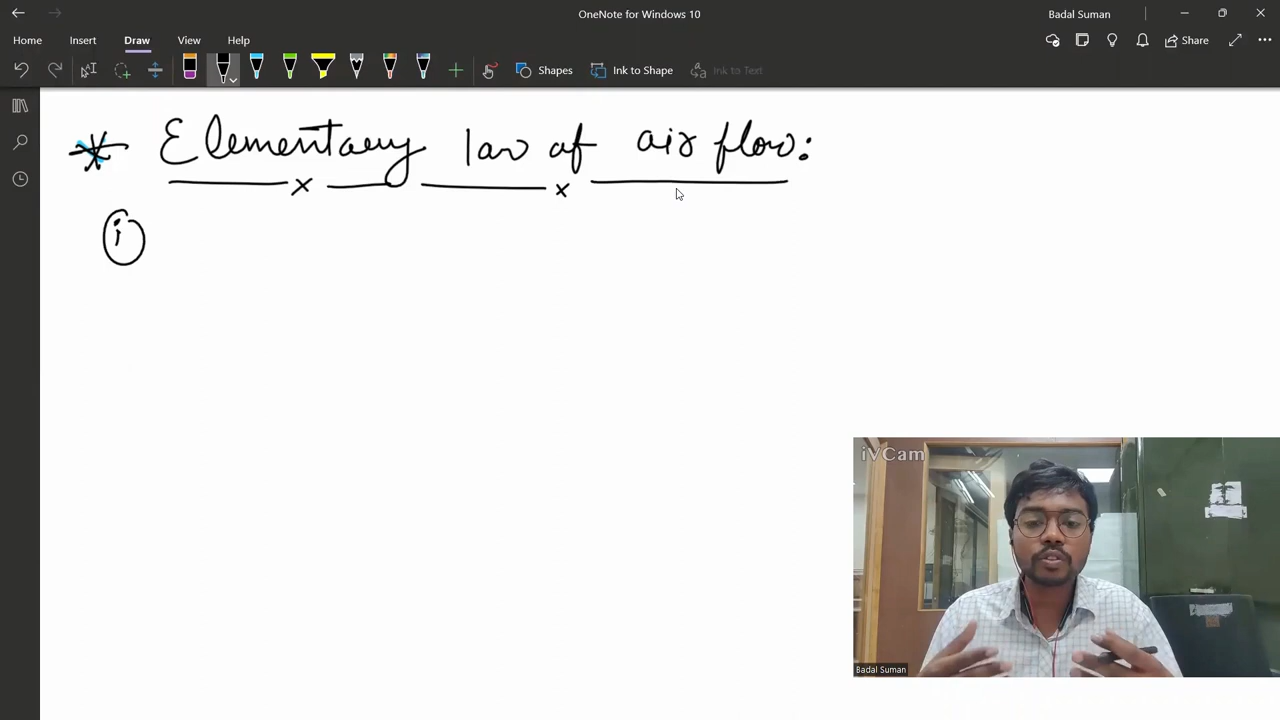 OneNote for Windows 10
Badal Suman
Home Insert Draw View Help
Share
Shapes Ink to Shape Ink to Text
* Elementary law of air flow:
i
iVCam
Badal Suman